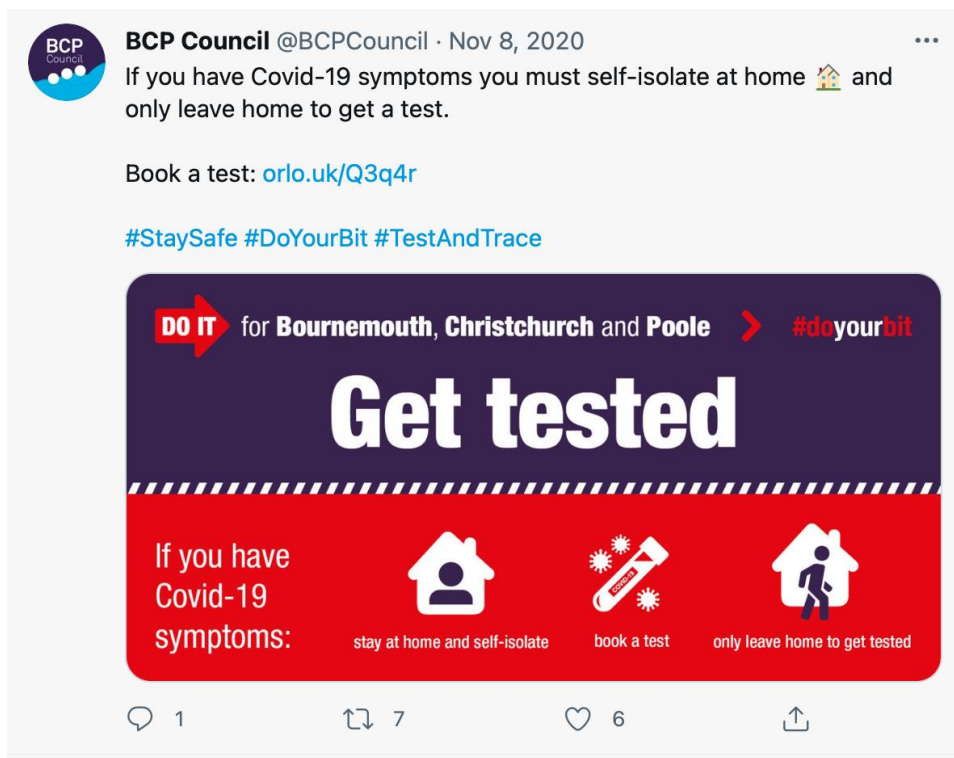 BCP
Council
BCP Council @BCPCouncil · Nov 8, 2020
If you have Covid-19 symptoms you must self-isolate at home 🏠 and
only leave home to get a test.
Book a test: orlo.uk/Q3q4r
#StaySafe #DoYourBit #TestAndTrace
DO IT for Bournemouth, Christchurch and Poole #doyourbit
Get tested
If you have
Covid-19
symptoms:
COVID-19
stay at home and self-isolate
book a test
only leave home to get tested
1 7 6